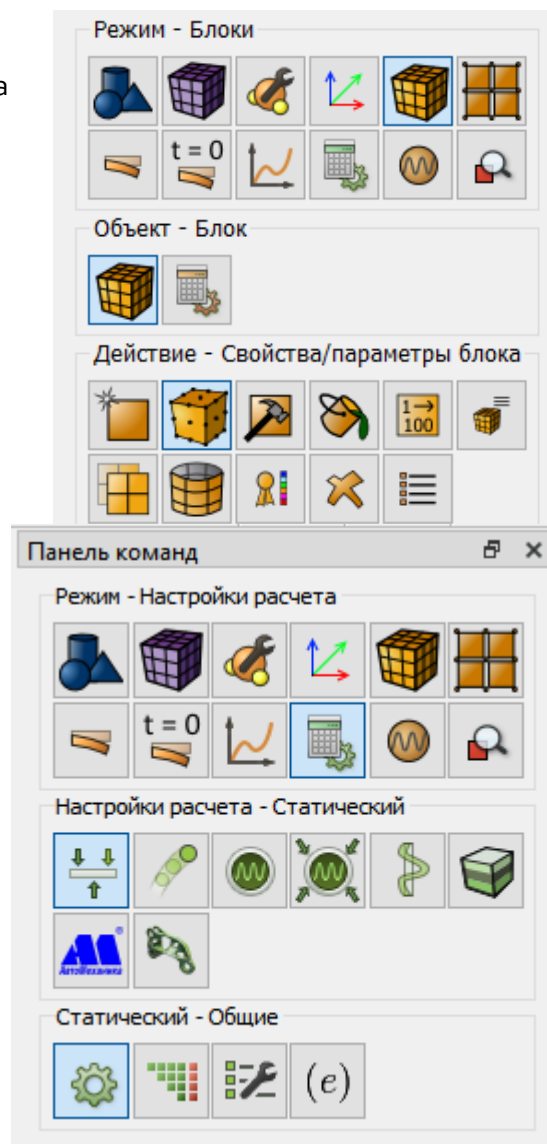 Режим - Блоки
а
t = 0
Объект - Блок
Действие - Свойства/параметры блока
1→
100
Панель команд
Режим - Настройки расчета
t = 0
Настройки расчета - Статический
АвтоМеханика
Статический - Общие
(e)